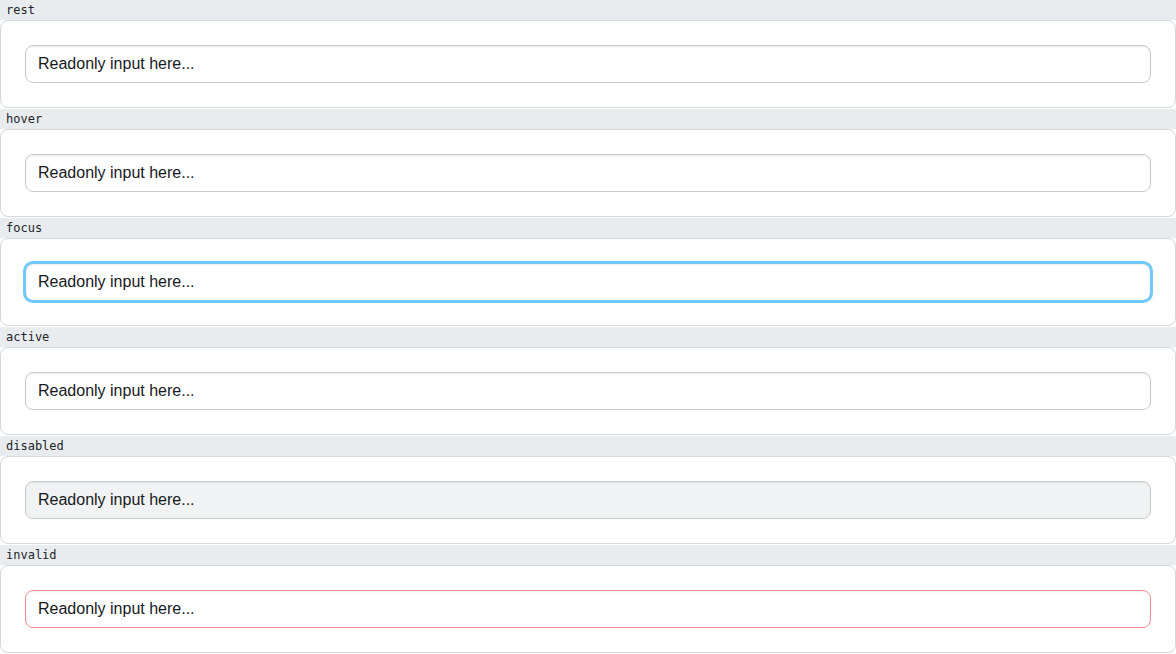 rest
Readonly input here...
hover
Readonly input here...
focus
Readonly input here...
active
Readonly input here...
disabled
Readonly input here...
invalid
Readonly input here...